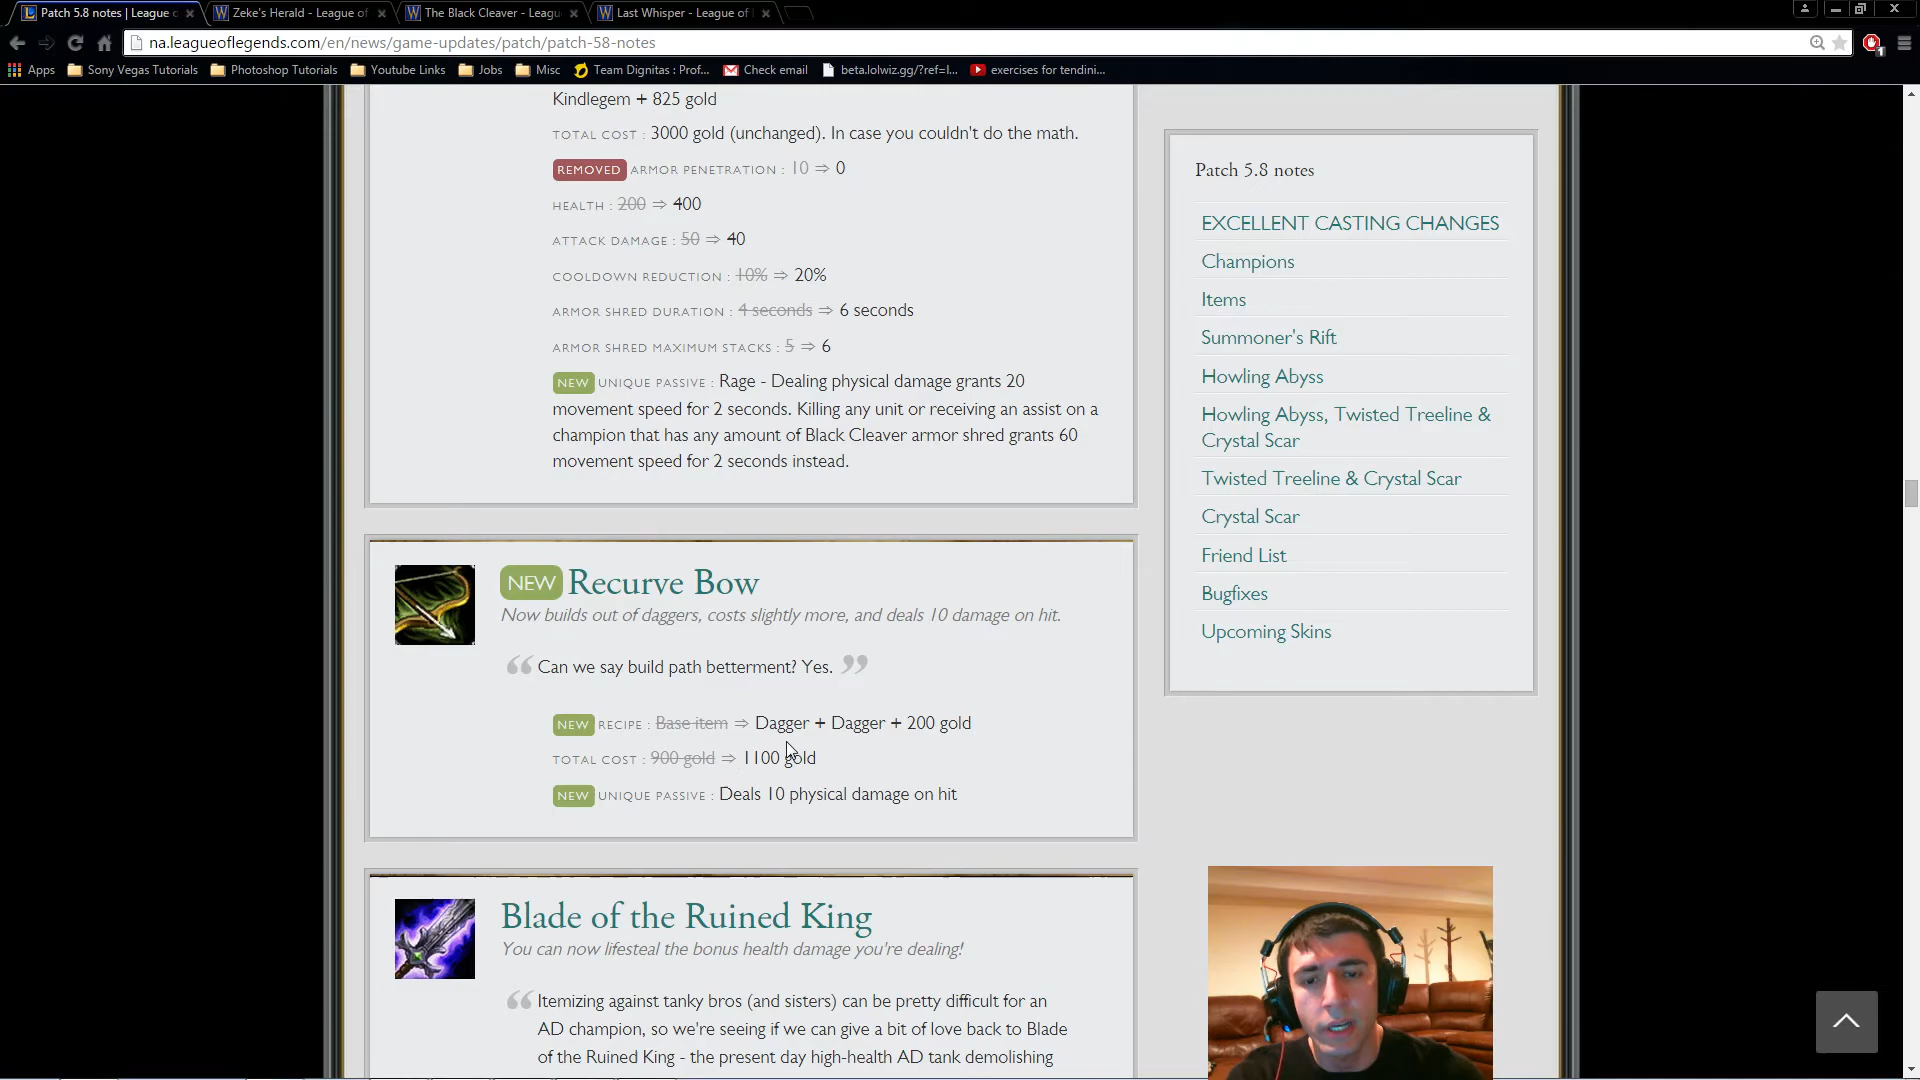 Patch 5.8 notes | League o
Zeke's Herald - League of
The Black Cleaver - Leagu
Last Whisper - League of
na.leagueoflegends.com/en/news/game-updates/patch/patch-58-notes
Apps
Sony Vegas Tutorials
Photoshop Tutorials
Youtube Links
Jobs
Misc
Team Dignitas : Prof...
Check email
beta.lolwiz.gg/?ref=l...
exercises for tendini...
Kindlegem + 825 gold
TOTAL COST : 3000 gold (unchanged). In case you couldn't do the math.
REMOVED ARMOR PENETRATION : 10 ⇒ 0
HEALTH : 200 ⇒ 400
ATTACK DAMAGE : 50 ⇒ 40
COOLDOWN REDUCTION : 10% ⇒ 20%
ARMOR SHRED DURATION : 4 seconds ⇒ 6 seconds
ARMOR SHRED MAXIMUM STACKS : 5 ⇒ 6
NEW UNIQUE PASSIVE : Rage - Dealing physical damage grants 20
movement speed for 2 seconds. Killing any unit or receiving an assist on a
champion that has any amount of Black Cleaver armor shred grants 60
movement speed for 2 seconds instead.
NEW Recurve Bow
Now builds out of daggers, costs slightly more, and deals 10 damage on hit.
“ Can we say build path betterment? Yes. ”
NEW RECIPE : Base item ⇒ Dagger + Dagger + 200 gold
TOTAL COST : 900 gold ⇒ 1100 gold
NEW UNIQUE PASSIVE : Deals 10 physical damage on hit
Blade of the Ruined King
You can now lifesteal the bonus health damage you're dealing!
“ Itemizing against tanky bros (and sisters) can be pretty difficult for an
AD champion, so we're seeing if we can give a bit of love back to Blade
of the Ruined King - the present day high-health AD tank demolishing
Patch 5.8 notes
EXCELLENT CASTING CHANGES
Champions
Items
Summoner's Rift
Howling Abyss
Howling Abyss, Twisted Treeline &
Crystal Scar
Twisted Treeline & Crystal Scar
Crystal Scar
Friend List
Bugfixes
Upcoming Skins